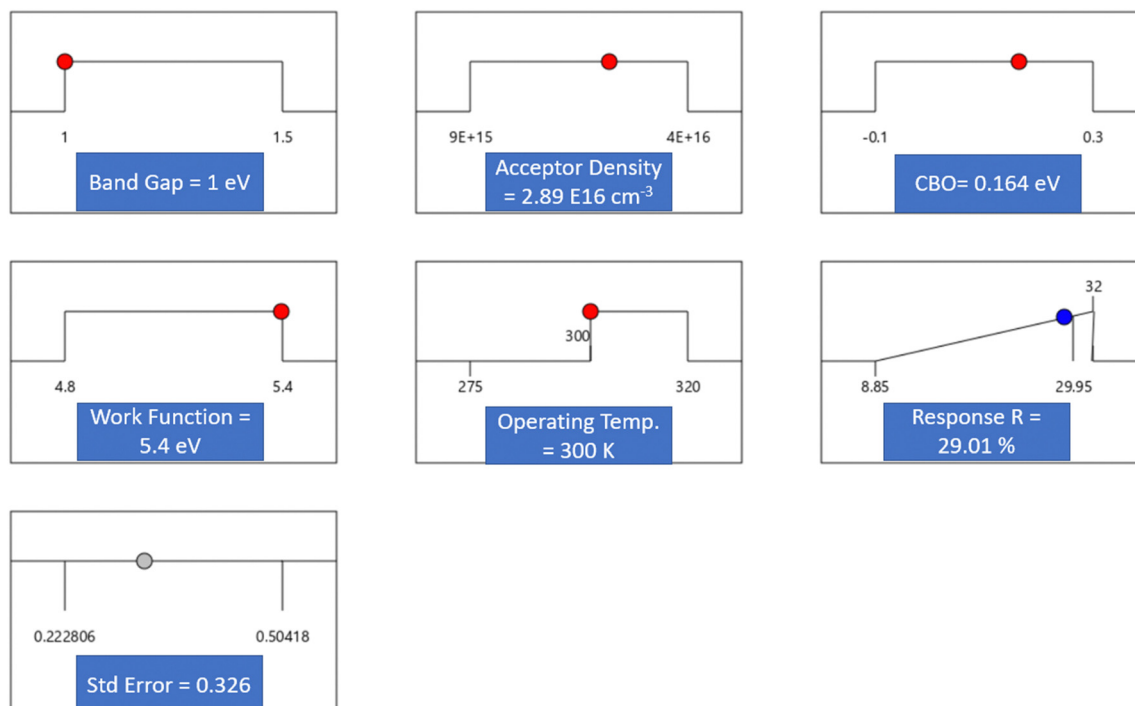 1
1.5
Band Gap = 1 eV
9E+15
4E+16
Acceptor Density
= 2.89 E16 cm⁻³
-0.1
0.3
CBO= 0.164 eV
4.8
5.4
Work Function =
5.4 eV
300
275
320
Operating Temp.
= 300 K
32
8.85
29.95
Response R =
29.01 %
0.222806
0.50418
Std Error = 0.326